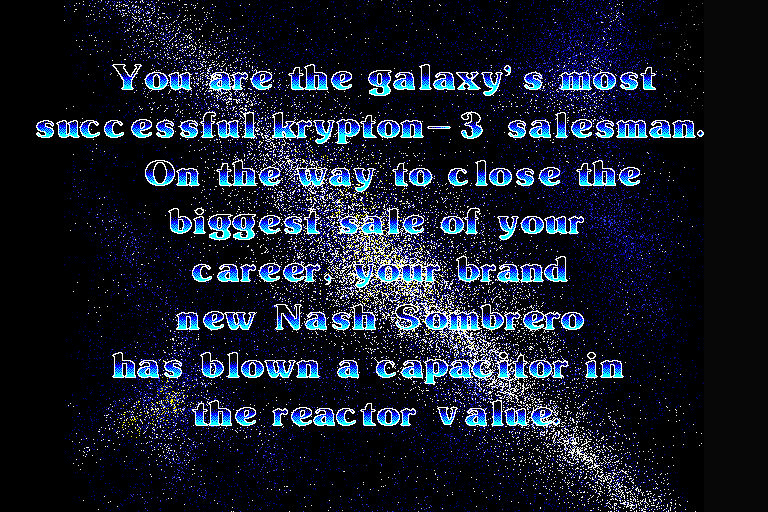 You are the galaxy's most
successful krypton-3 salesman.
On the way to close the
biggest sale of your
career, your brand
new Nash Sombrero
has blown a capacitor in
the reactor value.